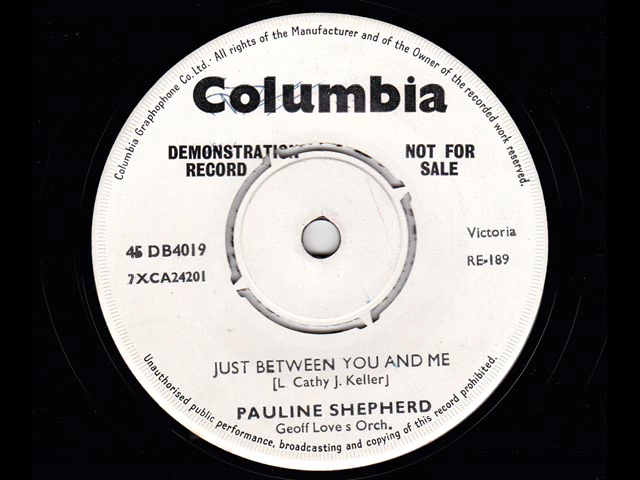 Columbia Graphophone Co. Ltd. · All rights of the Manufacturer and of the Owner of the recorded work reserved.
Columbia
DEMONSTRATION
RECORD
NOT FOR
SALE
45 DB4019
7XCA24201
Victoria
RE-189
JUST BETWEEN YOU AND ME
[L. Cathy J. Keller]
PAULINE SHEPHERD
Geoff Love s Orch.
Unauthorised public performance, broadcasting and copying of this record prohibited.